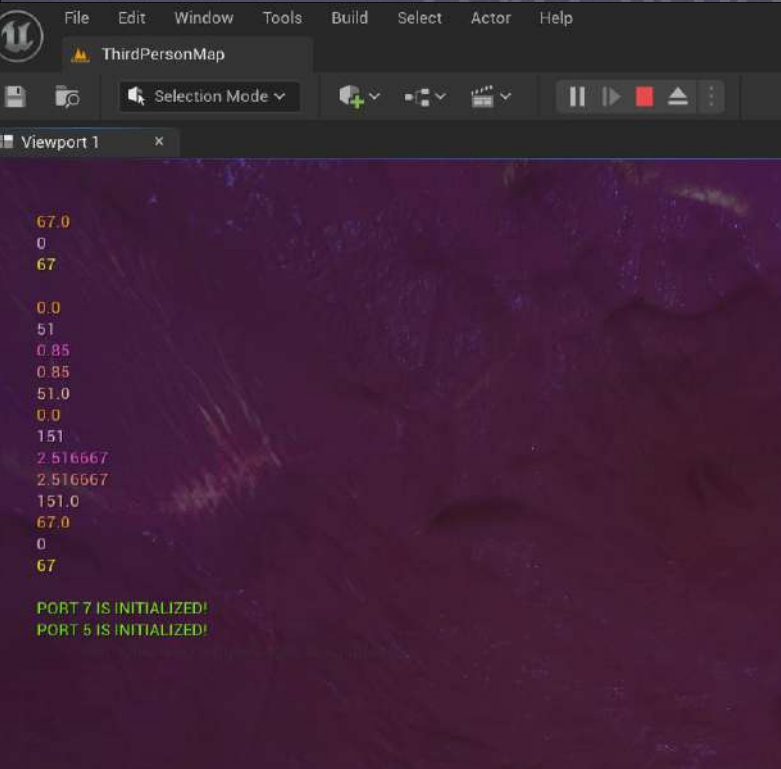 File Edit Window Tools Build Select Actor Help
ThirdPersonMap
Selection Mode
Viewport 1
67.0
0
67
0.0
51
0.85
0.85
51.0
0.0
151
2.516667
2.516667
151.0
67.0
0
67
PORT 7 IS INITIALIZED!
PORT 5 IS INITIALIZED!